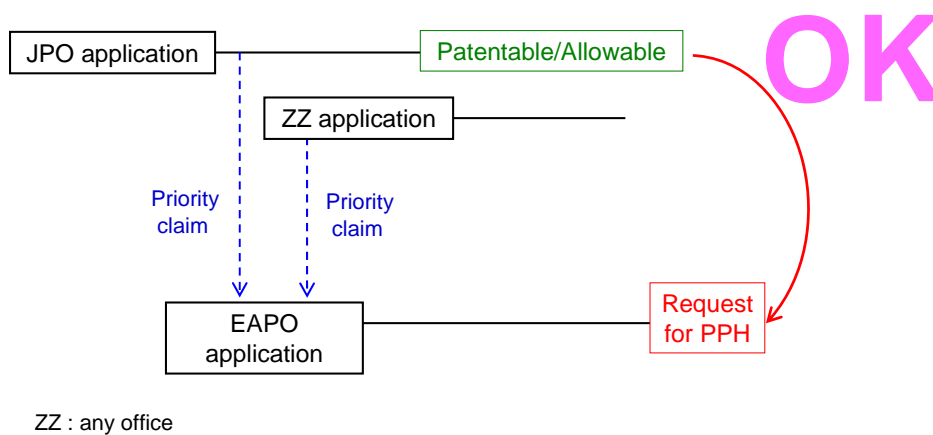 JPO application
Patentable/Allowable
OK
ZZ application
Priority
claim
Priority
claim
EAPO
application
Request
for PPH
ZZ : any office